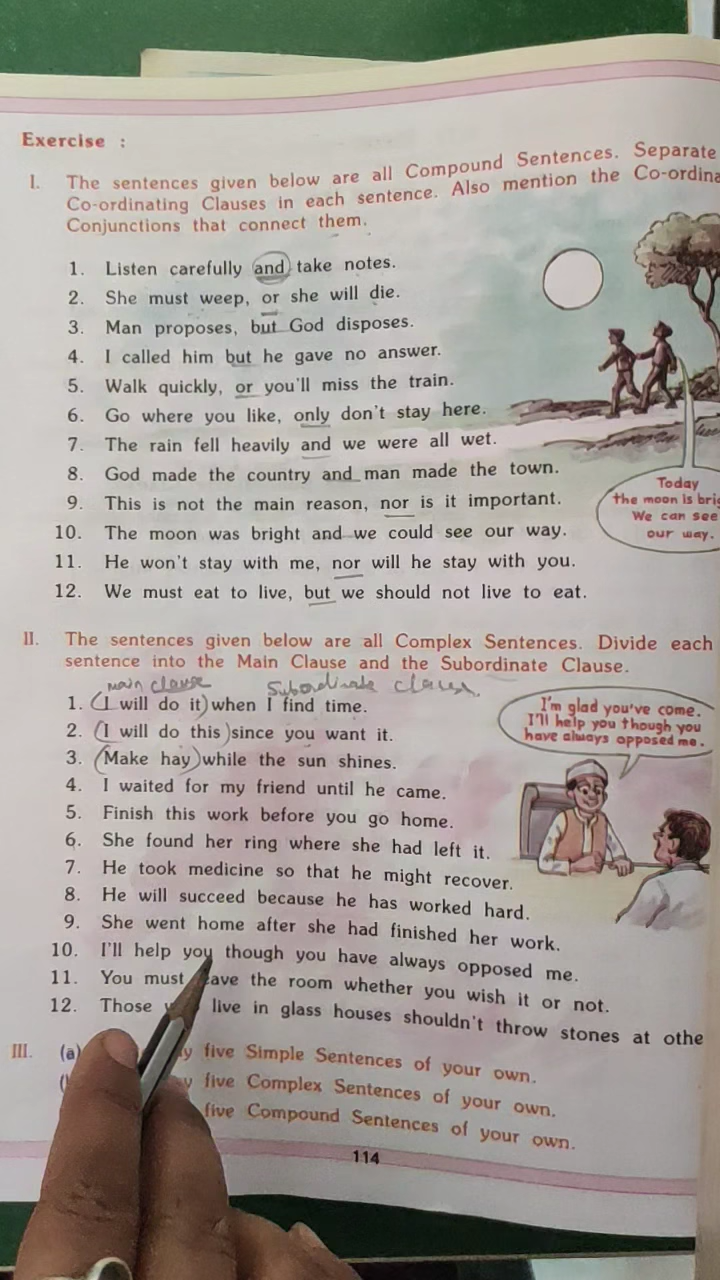 Exercise :
I. The sentences given below are all Compound Sentences. Separate
Co-ordinating Clauses in each sentence. Also mention the Co-ordina
Conjunctions that connect them.
1. Listen carefully and take notes.
2. She must weep, or she will die.
3. Man proposes, but God disposes.
4. I called him but he gave no answer.
5. Walk quickly, or you'll miss the train.
6. Go where you like, only don't stay here.
7. The rain fell heavily and we were all wet.
8. God made the country and man made the town.
9. This is not the main reason, nor is it important.
10. The moon was bright and we could see our way.
11. He won't stay with me, nor will he stay with you.
12. We must eat to live, but we should not live to eat.
Today
the moon is brig
We can see
our way.
II. The sentences given below are all Complex Sentences. Divide each
sentence into the Main Clause and the Subordinate Clause.
main clause Subordinate clause
1. (I will do it) when I find time.
2. (I will do this) since you want it.
3. (Make hay) while the sun shines.
4. I waited for my friend until he came.
5. Finish this work before you go home.
6. She found her ring where she had left it.
7. He took medicine so that he might recover.
8. He will succeed because he has worked hard.
9. She went home after she had finished her work.
10. I'll help you though you have always opposed me.
11. You must eave the room whether you wish it or not.
12. Those live in glass houses shouldn't throw stones at othe
I'm glad you've come.
I'll help you though you
have always opposed me.
III. (a) y five Simple Sentences of your own.
five Complex Sentences of your own.
five Compound Sentences of your own.
114